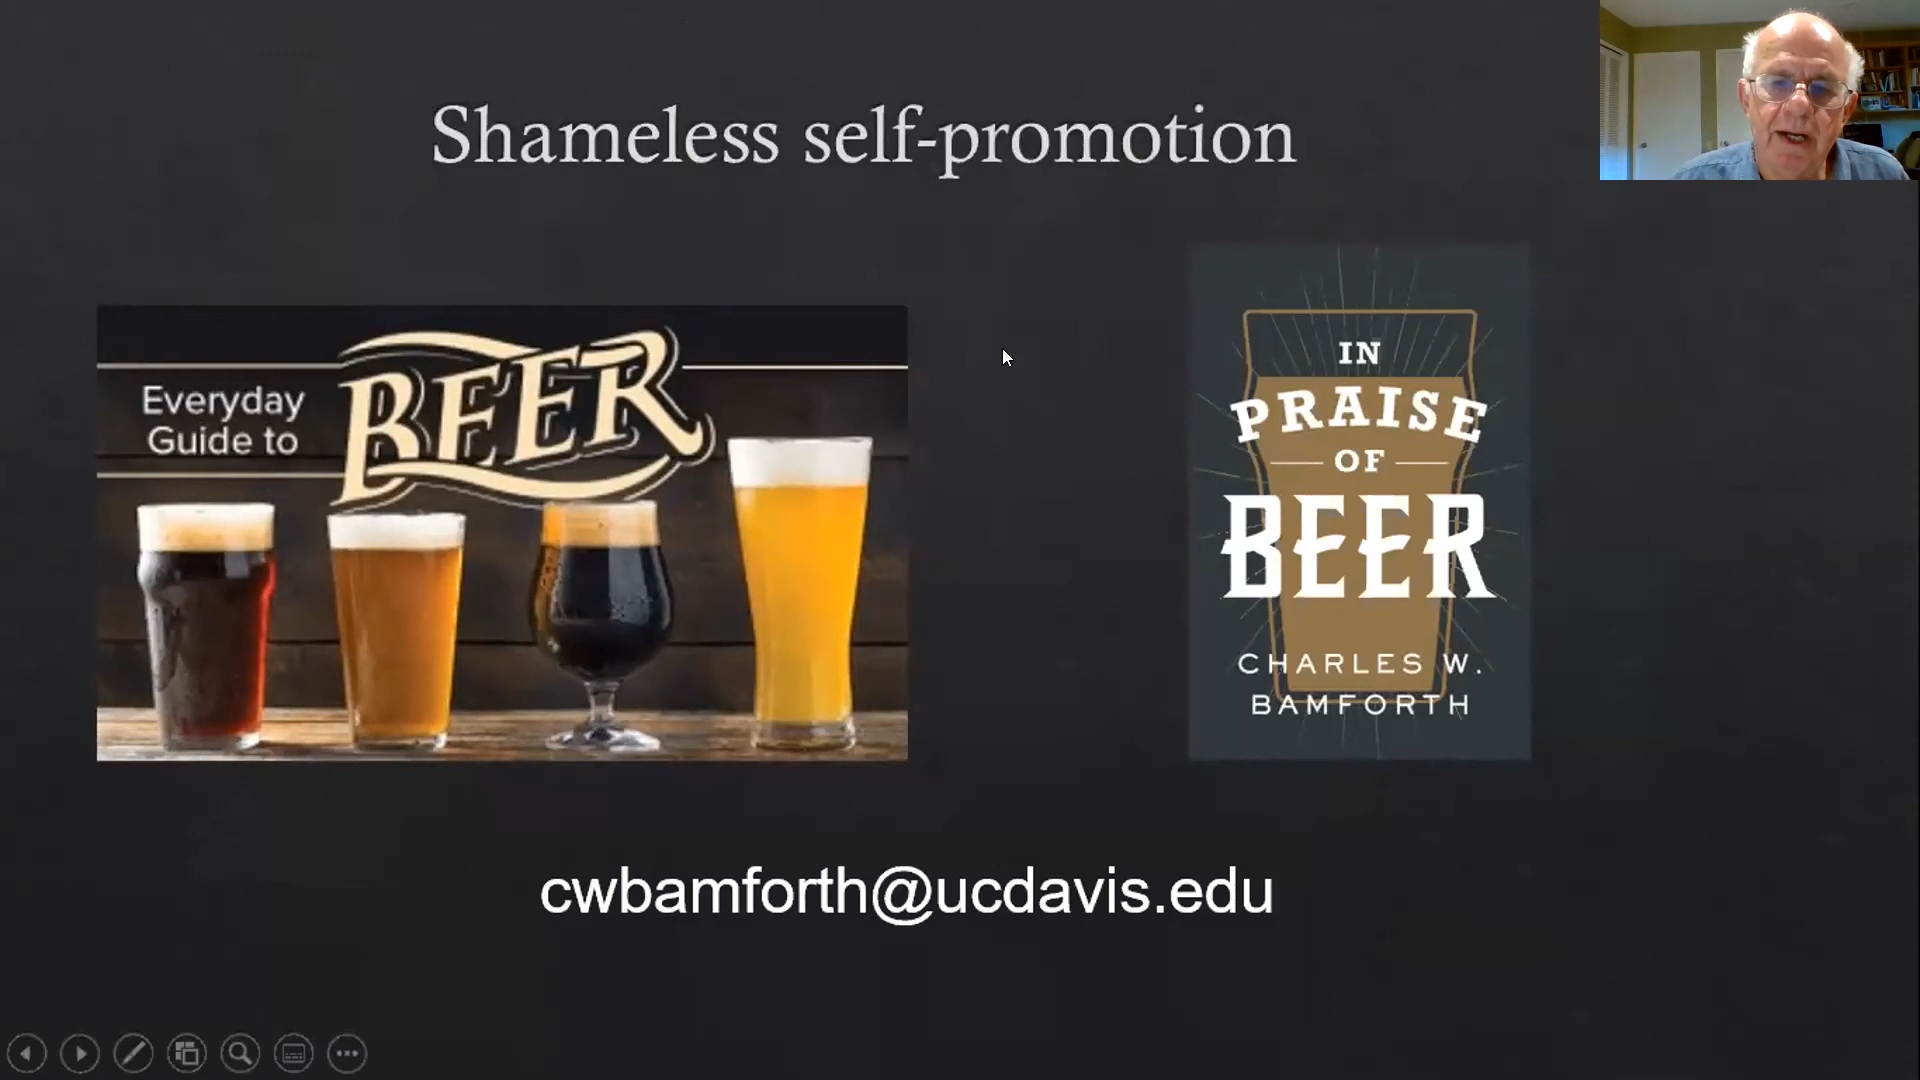 Shameless self-promotion
Everyday
Guide to
BEER
IN
PRAISE
OF
BEER
CHARLES W.
BAMFORTH
cwbamforth@ucdavis.edu